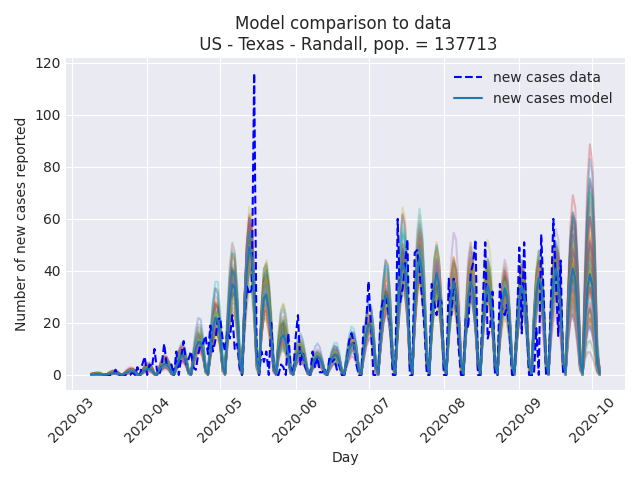 Model comparison to data
US - Texas - Randall, pop. = 137713
120
100
80
60
40
20
0
Number of new cases reported
new cases data
new cases model
2020-03
2020-04
2020-05
2020-06
2020-07
2020-08
2020-09
2020-10
Day